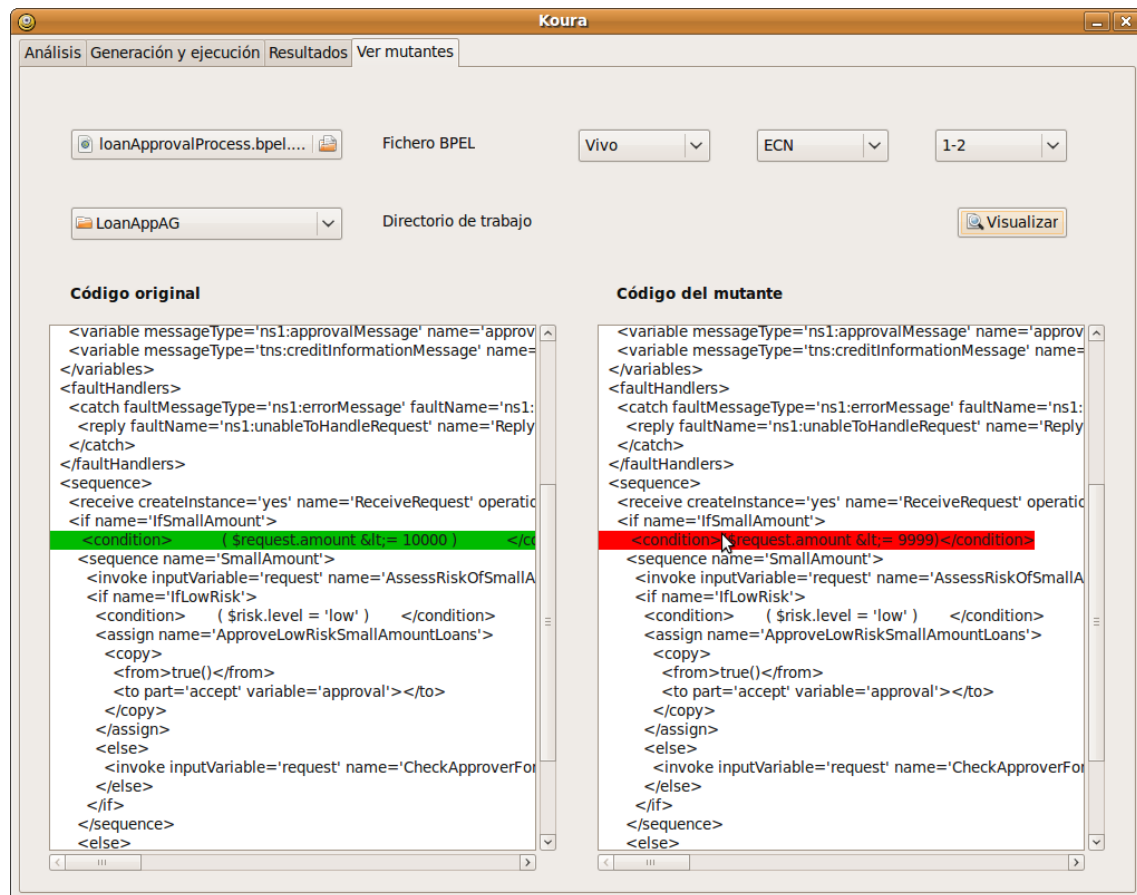 Koura
Análisis Generación y ejecución Resultados Ver mutantes
loanApprovalProcess.bpel.... Fichero BPEL Vivo ECN 1-2
LoanAppAG Directorio de trabajo Visualizar
Código original
<variable messageType='ns1:approvalMessage' name='approv
<variable messageType='tns:creditInformationMessage' name=
</variables>
<faultHandlers>
<catch faultMessageType='ns1:errorMessage' faultName='ns1:
<reply faultName='ns1:unableToHandleRequest' name='Reply
</catch>
</faultHandlers>
<sequence>
<receive createInstance='yes' name='ReceiveRequest' operatic
<if name='IfSmallAmount'>
<condition> ( $request.amount &lt;= 10000 ) </co
<sequence name='SmallAmount'>
<invoke inputVariable='request' name='AssessRiskOfSmallA
<if name='IfLowRisk'>
<condition> ( $risk.level = 'low' ) </condition>
<assign name='ApproveLowRiskSmallAmountLoans'>
<copy>
<from>true()</from>
<to part='accept' variable='approval'></to>
</copy>
</assign>
<else>
<invoke inputVariable='request' name='CheckApproverFor
</else>
</if>
</sequence>
<else>
Código del mutante
<variable messageType='ns1:approvalMessage' name='approv
<variable messageType='tns:creditInformationMessage' name=
</variables>
<faultHandlers>
<catch faultMessageType='ns1:errorMessage' faultName='ns1:
<reply faultName='ns1:unableToHandleRequest' name='Reply
</catch>
</faultHandlers>
<sequence>
<receive createInstance='yes' name='ReceiveRequest' operatic
<if name='IfSmallAmount'>
<condition>($request.amount &lt;= 9999)</condition>
<sequence name='SmallAmount'>
<invoke inputVariable='request' name='AssessRiskOfSmallA
<if name='IfLowRisk'>
<condition> ( $risk.level = 'low' ) </condition>
<assign name='ApproveLowRiskSmallAmountLoans'>
<copy>
<from>true()</from>
<to part='accept' variable='approval'></to>
</copy>
</assign>
<else>
<invoke inputVariable='request' name='CheckApproverFor
</else>
</if>
</sequence>
<else>